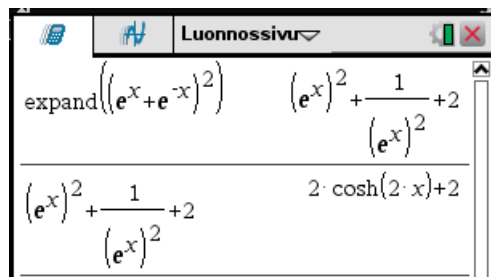 Luonnossivu
expand((e^x+e^-x)^2) (e^x)^2+1/(e^x)^2+2
(e^x)^2+1/(e^x)^2+2 2·cosh(2·x)+2